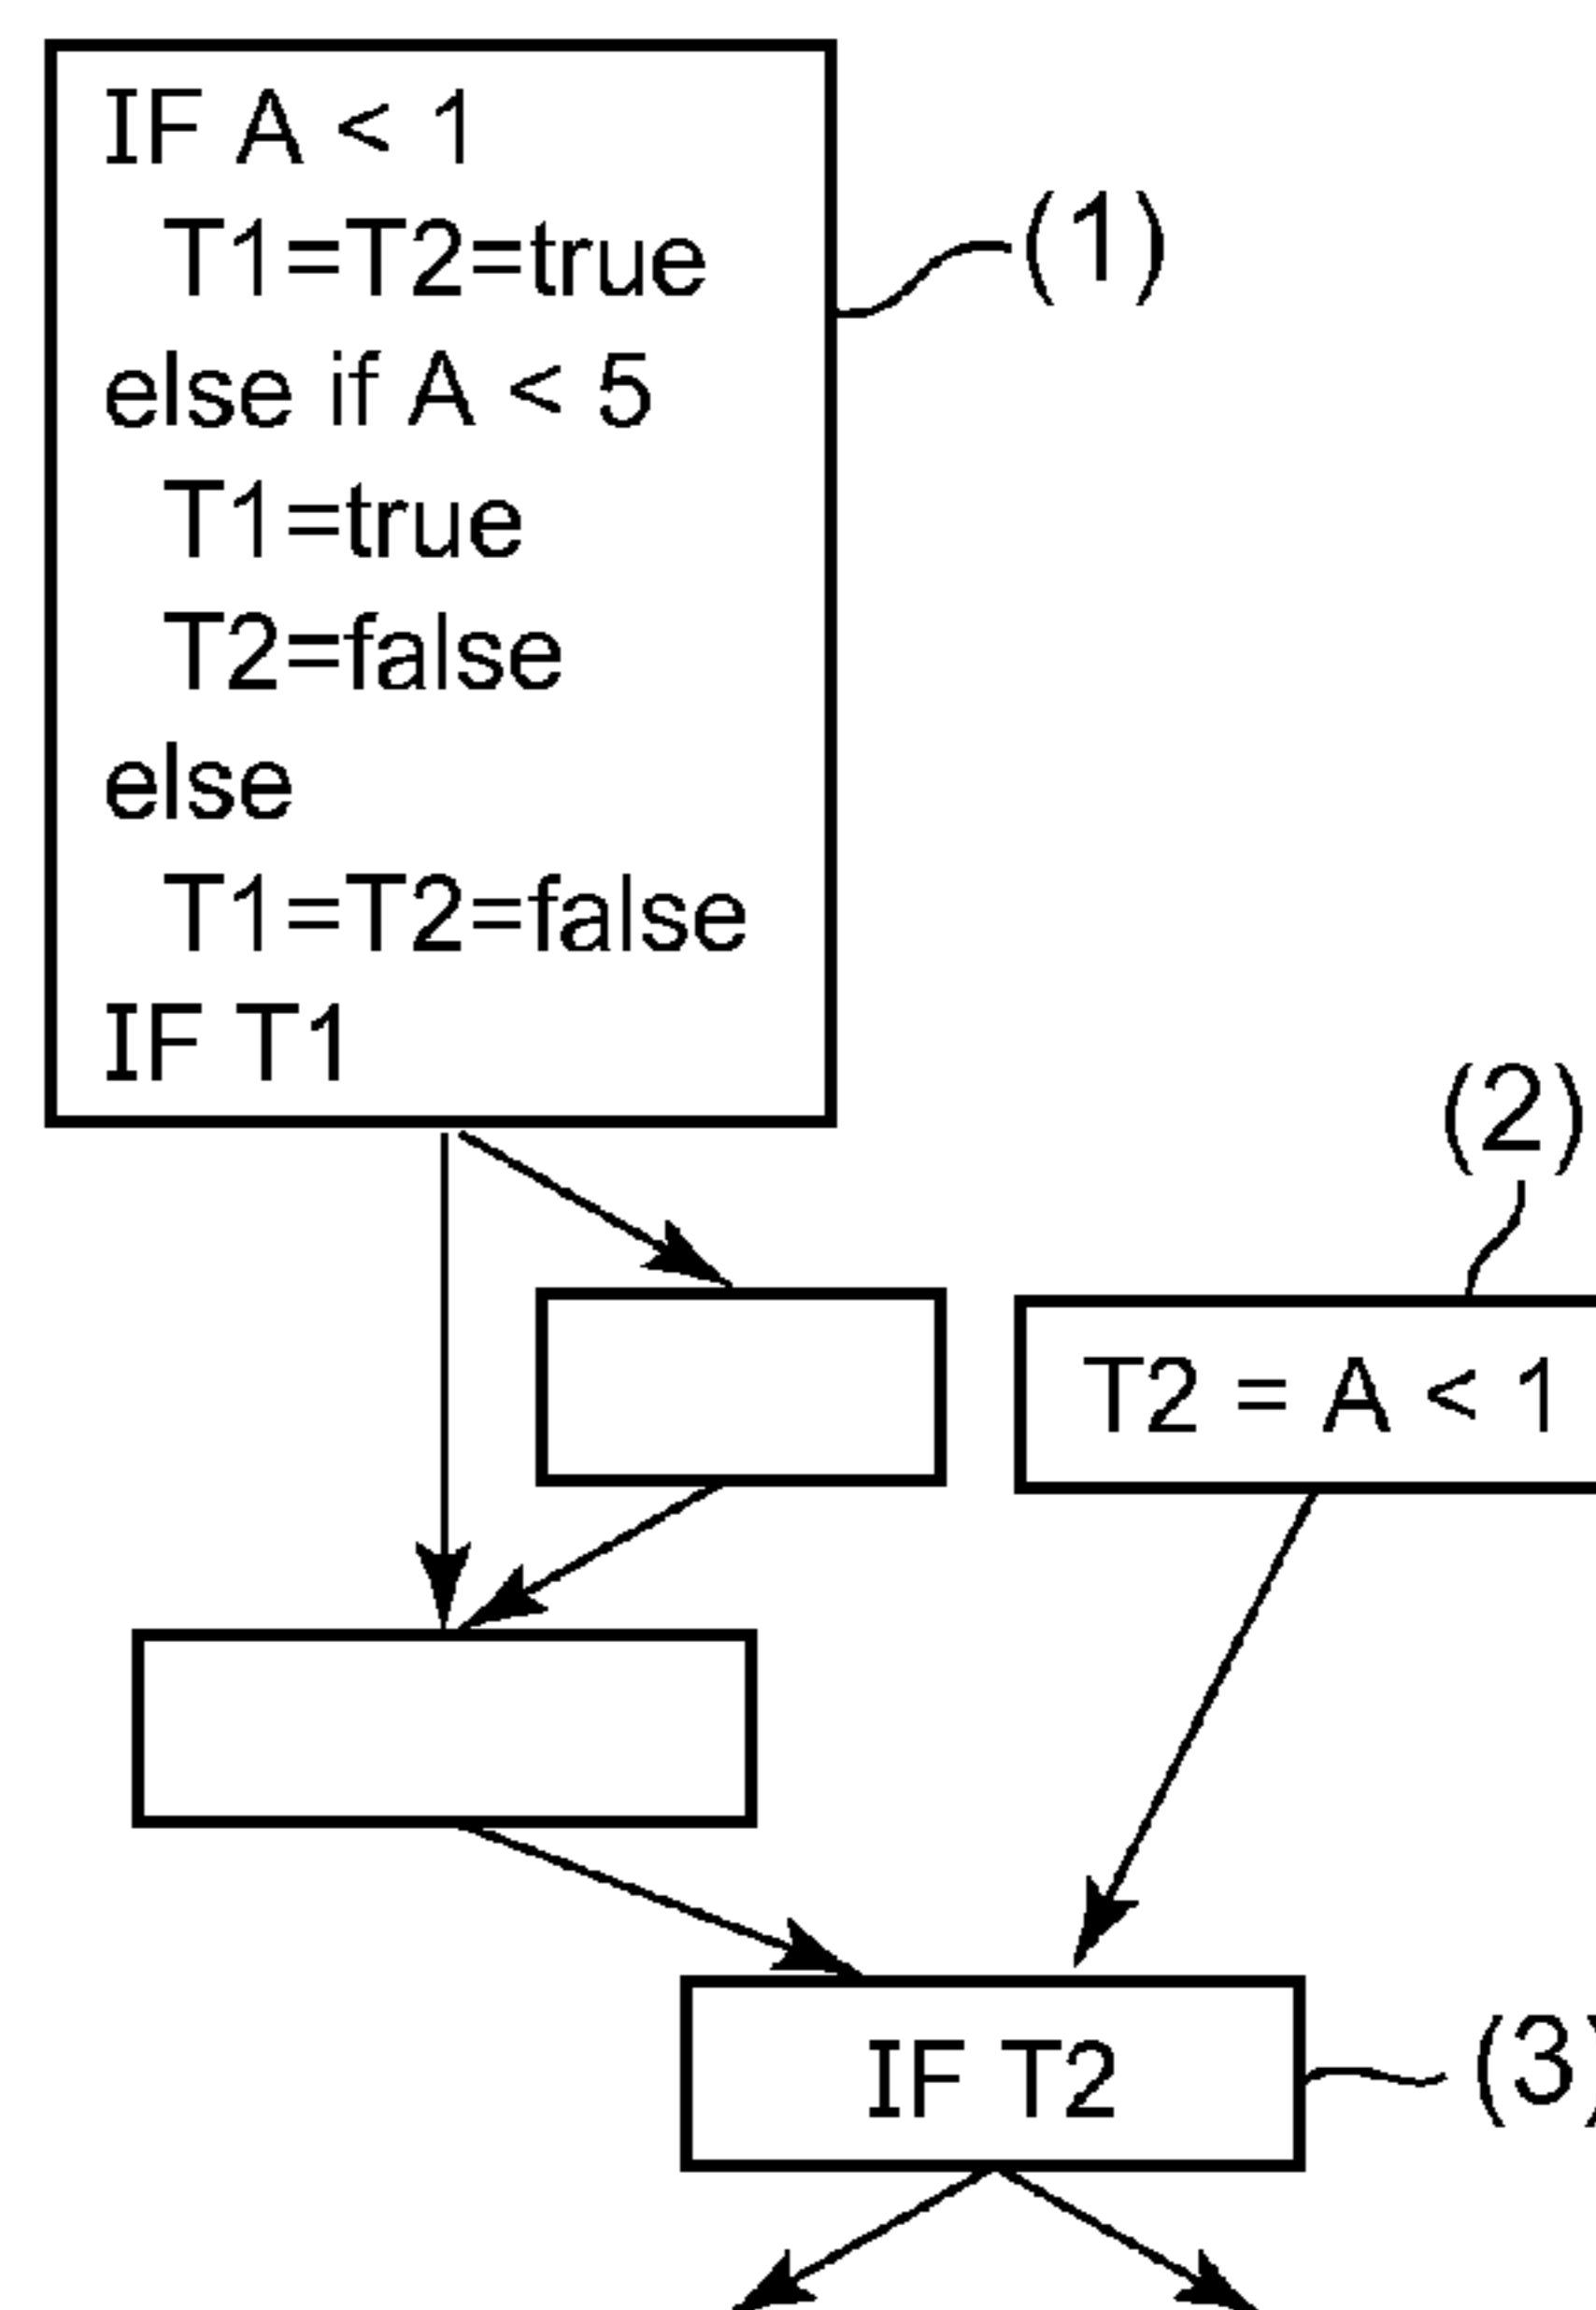 IF A < 1
T1=T2=true
else if A < 5
T1=true
T2=false
else
T1=T2=false
IF T1
(1)
(2)
T2 = A < 1
IF T2
(3)